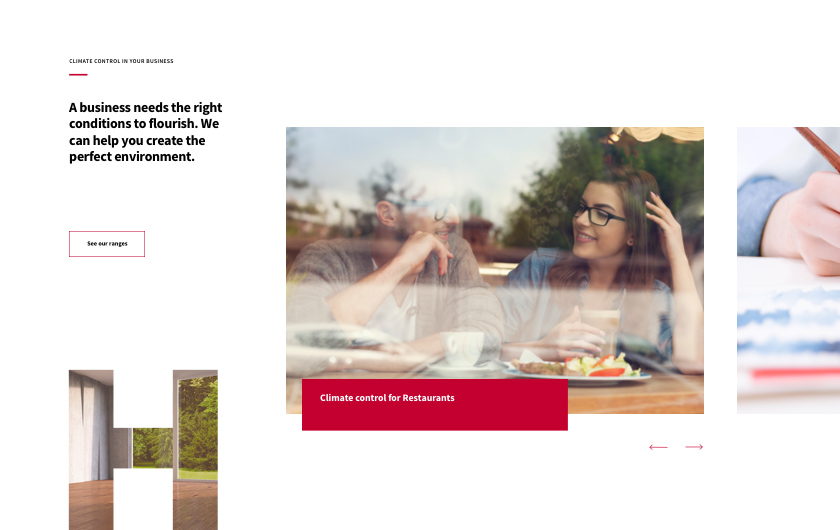 CLIMATE CONTROL IN YOUR BUSINESS
A business needs the right
conditions to flourish. We
can help you create the
perfect environment.
See our ranges
Climate control for Restaurants